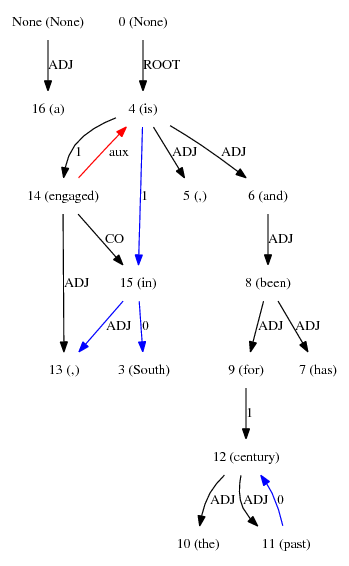 None (None) 0 (None)
ADJ ROOT
16 (a) 4 (is)
1 aux 1 ADJ ADJ
14 (engaged) 5 (,) 6 (and)
CO ADJ
ADJ 15 (in) 8 (been)
ADJ 0 ADJ ADJ
13 (,) 3 (South) 9 (for) 7 (has)
1
12 (century)
ADJ ADJ 0
10 (the) 11 (past)